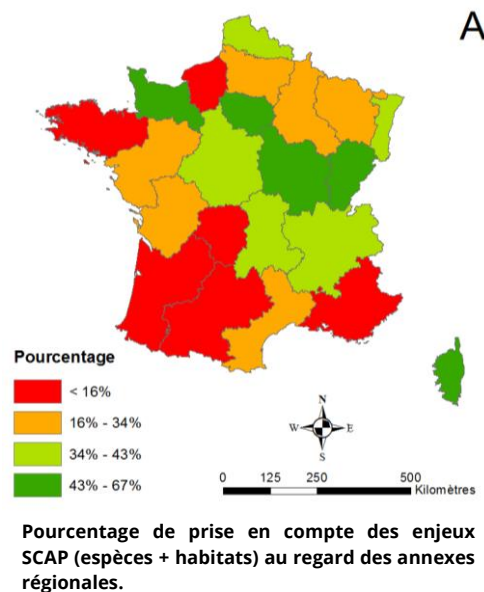 A
Pourcentage
< 16%
16% - 34%
34% - 43%
43% - 67%
N
W E
S
0 125 250 500
Kilomètres
Pourcentage de prise en compte des enjeux
SCAP (espèces + habitats) au regard des annexes
régionales.